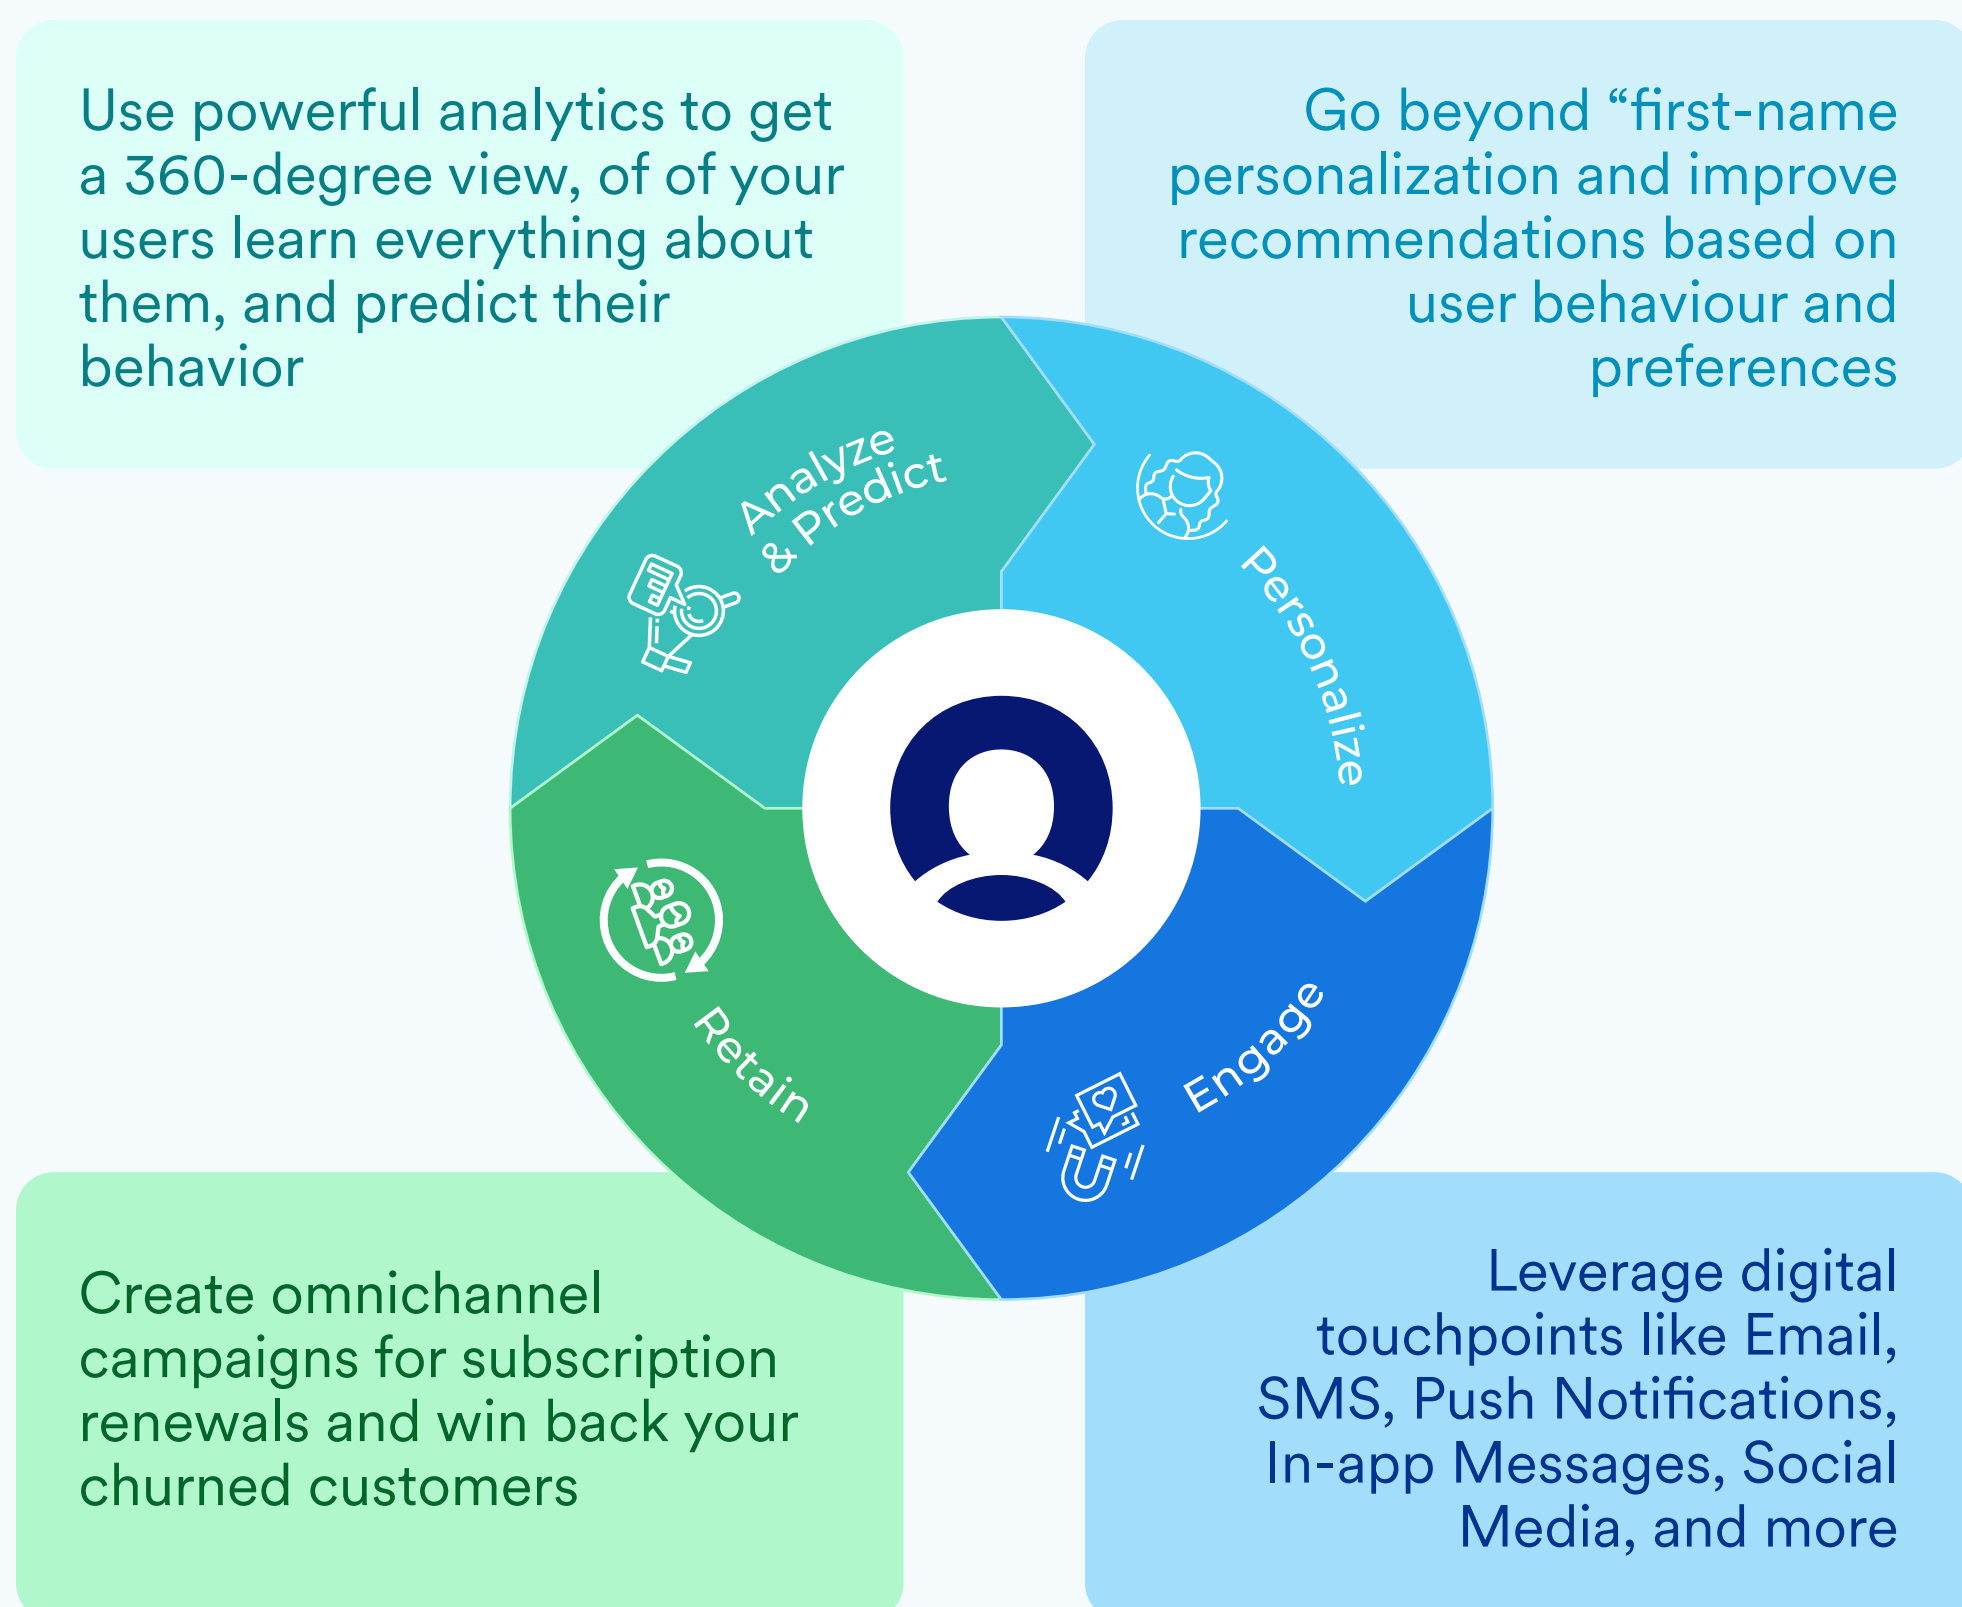 Use powerful analytics to get
a 360-degree view, of of your
users learn everything about
them, and predict their
behavior
Go beyond “first-name
personalization and improve
recommendations based on
user behaviour and
preferences
Analyze
& Predict
Personalize
Engage
Retain
Create omnichannel
campaigns for subscription
renewals and win back your
churned customers
Leverage digital
touchpoints like Email,
SMS, Push Notifications,
In-app Messages, Social
Media, and more